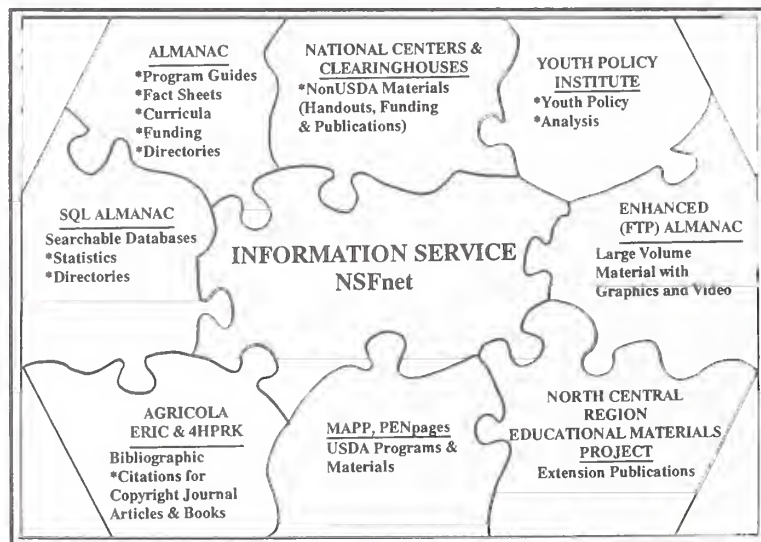 ALMANAC
*Program Guides
*Fact Sheets
*Curricula
*Funding
*Directories
NATIONAL CENTERS &
CLEARINGHOUSES
*NonUSDA Materials
(Handouts, Funding
& Publications)
YOUTH POLICY
INSTITUTE
*Youth Policy
*Analysis
SQL ALMANAC
Searchable Databases
*Statistics
*Directories
INFORMATION SERVICE
NSFnet
ENHANCED
(FTP) ALMANAC
Large Volume
Material with
Graphics and Video
AGRICOLA
ERIC & 4HPRK
Bibliographic
*Citations for
Copyright Journal
Articles & Books
MAPP, PENpages
USDA Programs &
Materials
NORTH CENTRAL
REGION
EDUCATIONAL MATERIALS
PROJECT
Extension Publications